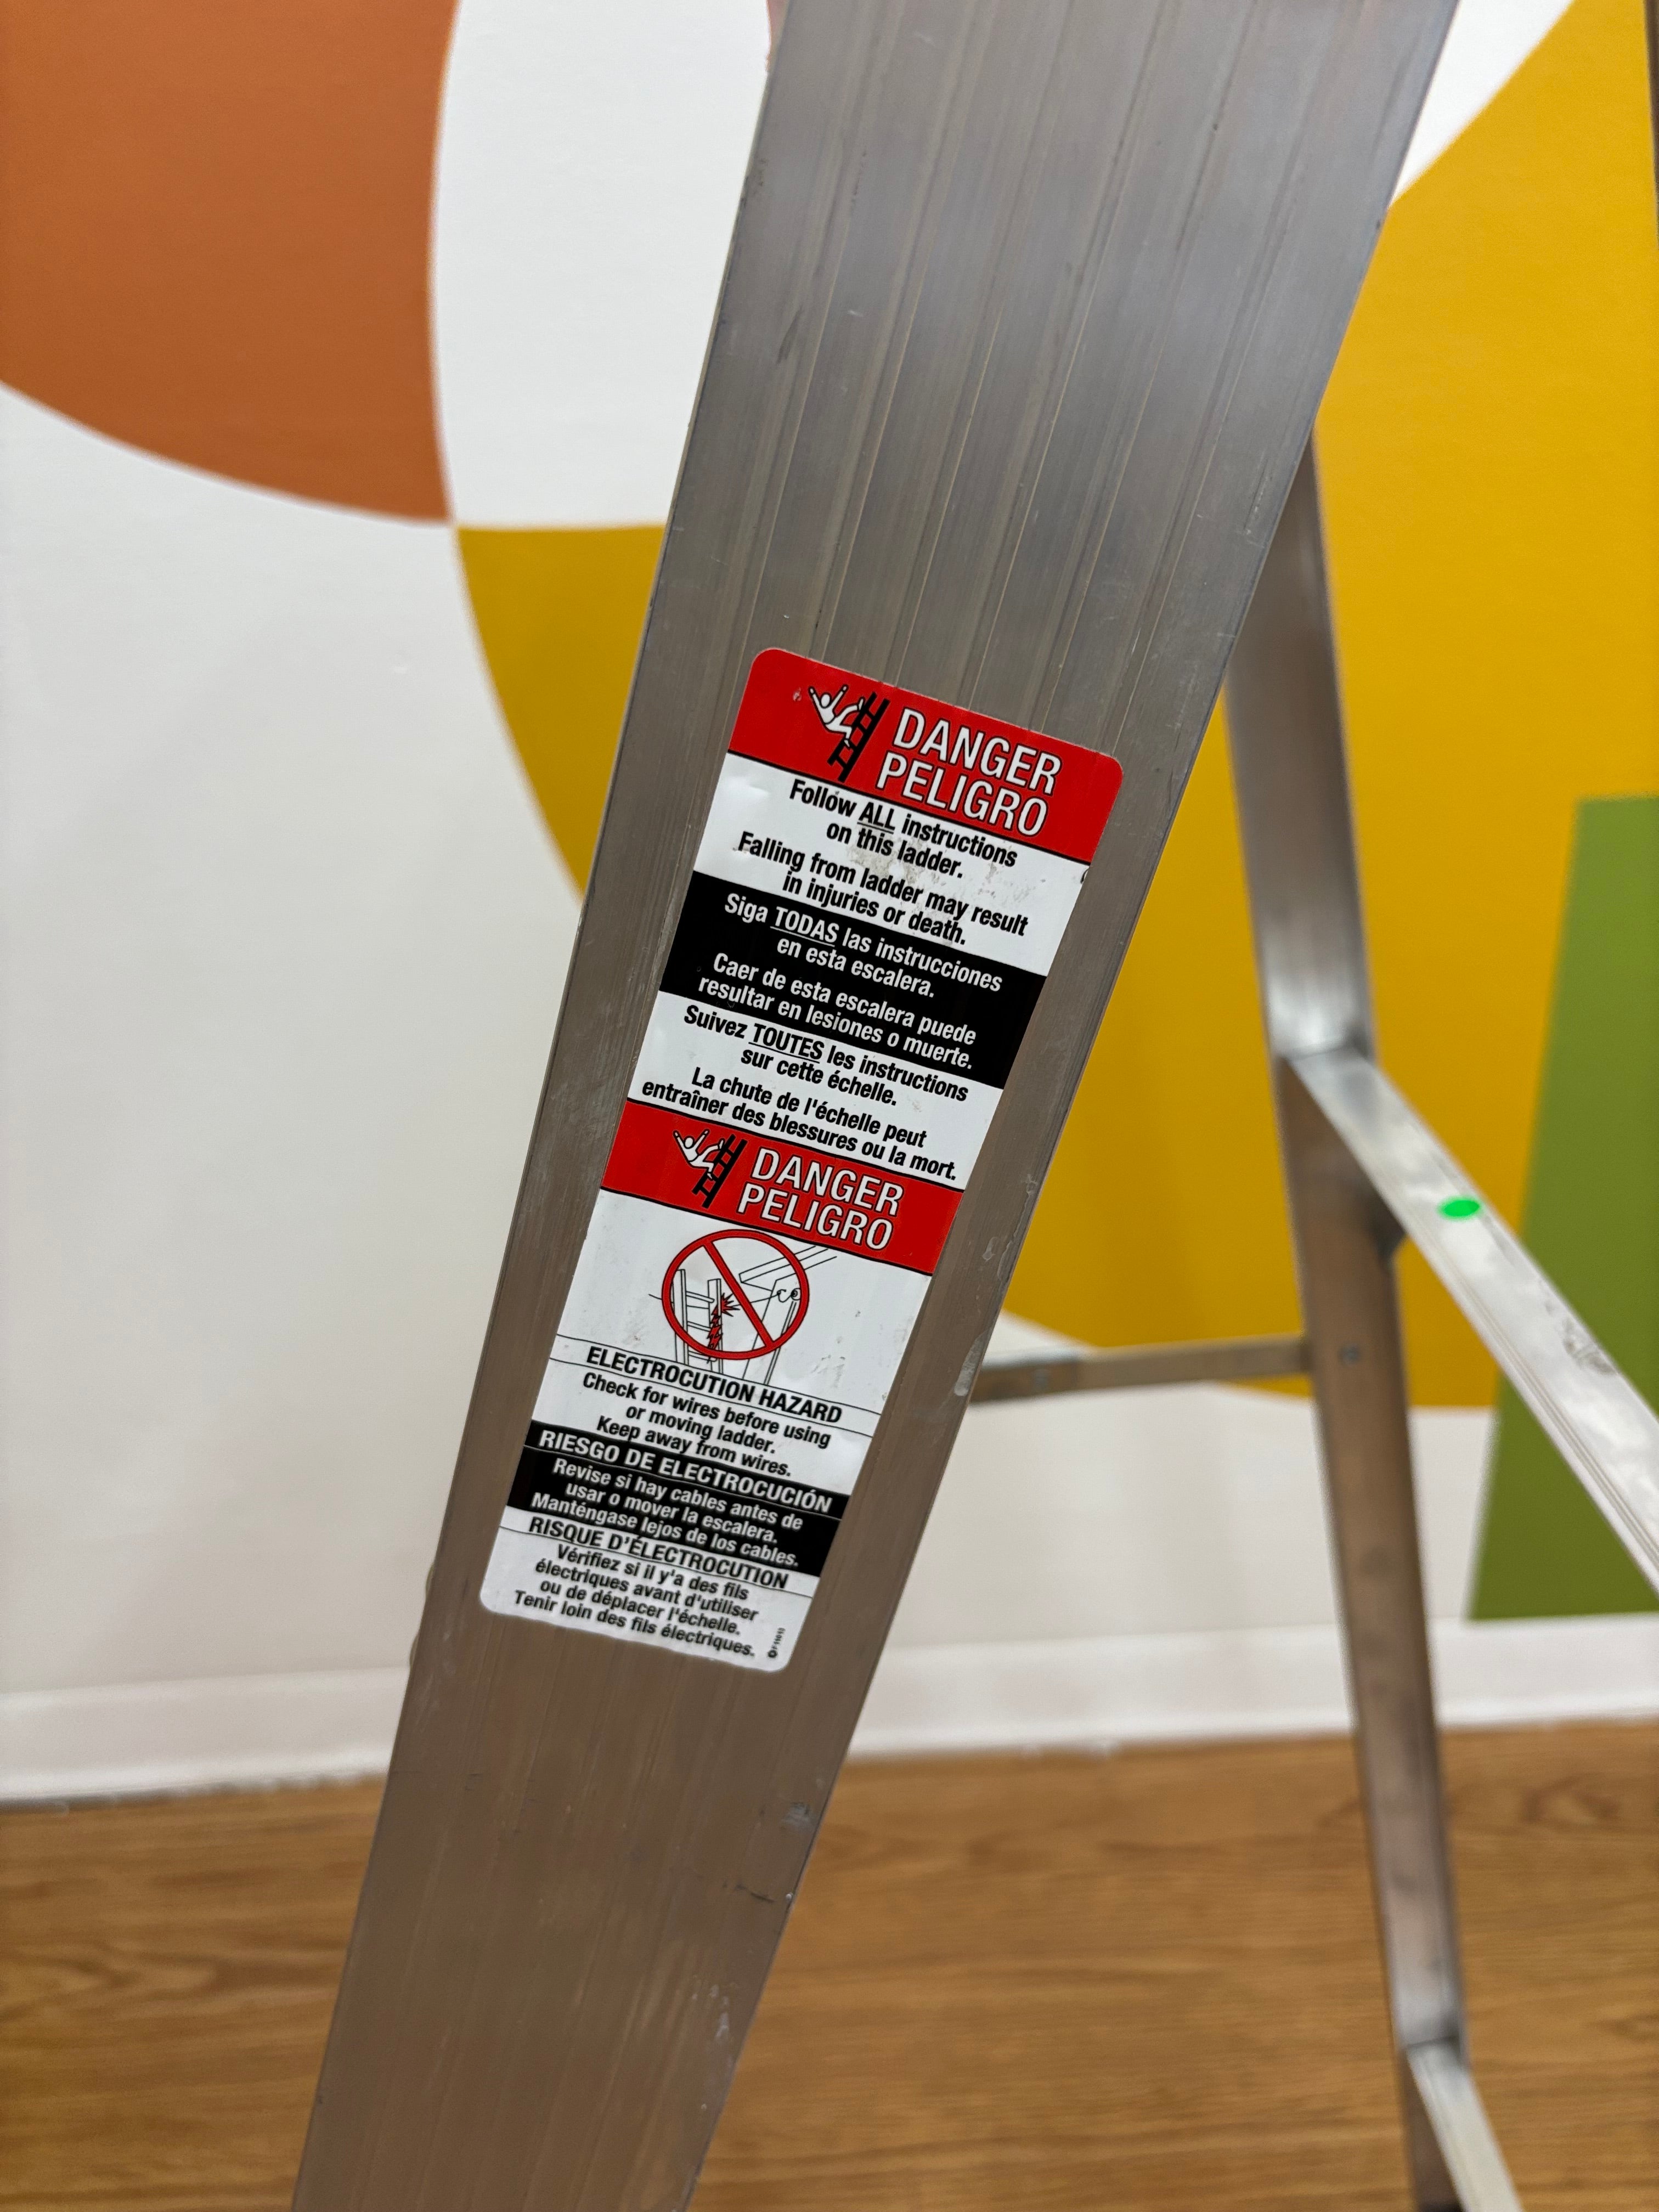 DANGER
PELIGRO
Follow ALL instructions
on this ladder.
Falling from ladder may result
in injuries or death.
Siga TODAS las instrucciones
en esta escalera.
Caer de esta escalera puede
resultar en lesiones o muerte.
Suivez TOUTES les instructions
sur cette échelle.
La chute de l'échelle peut
entraîner des blessures ou la mort.
DANGER
PELIGRO
ELECTROCUTION HAZARD
Check for wires before using
or moving ladder.
Keep away from wires.
RIESGO DE ELECTROCUCIÓN
Revise si hay cables antes de
usar o mover la escalera.
Manténgase lejos de los cables.
RISQUE D'ÉLECTROCUTION
Vérifiez si il y'a des fils
électriques avant d'utiliser
ou de déplacer l'échelle.
Tenir loin des fils électriques.